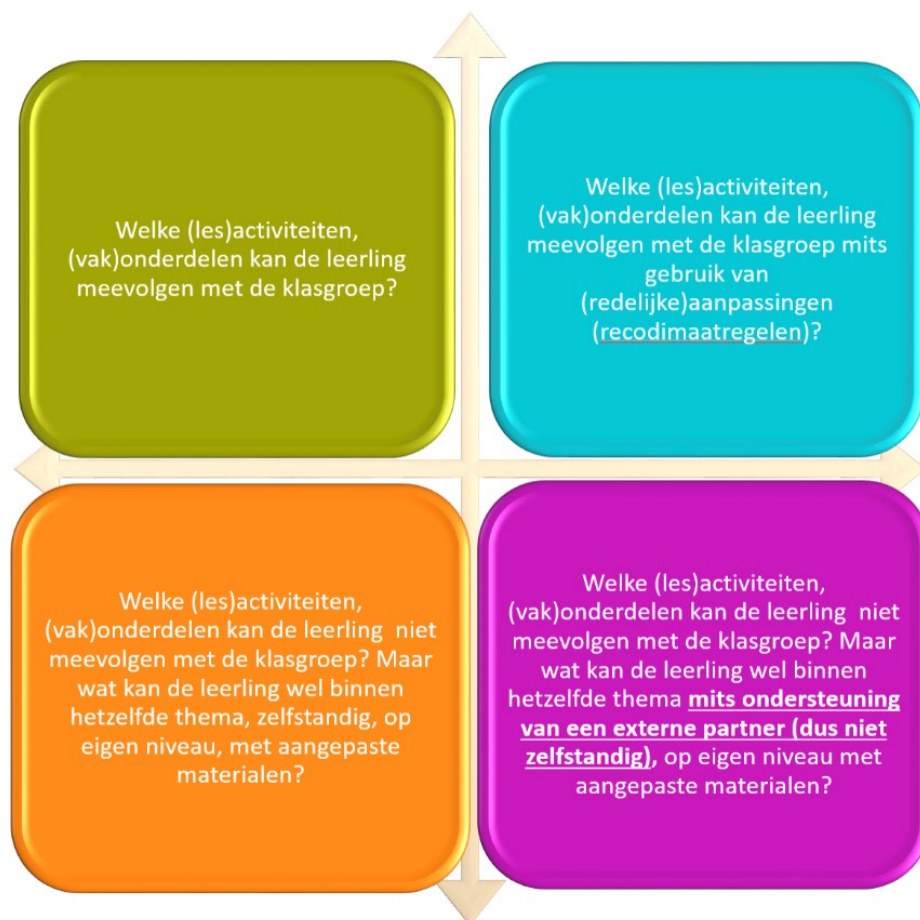 Welke (les)activiteiten,
(vak)onderdelen kan de leerling
meevolgen met de klasgroep?
Welke (les)activiteiten,
(vak)onderdelen kan de leerling
meevolgen met de klasgroep mits
gebruik van
(redelijke)aanpassingen
(recodimaatregelen)?
Welke (les)activiteiten,
(vak)onderdelen kan de leerling  niet
meevolgen met de klasgroep? Maar
wat kan de leerling wel binnen
hetzelfde thema, zelfstandig, op
eigen niveau, met aangepaste
materialen?
Welke (les)activiteiten,
(vak)onderdelen kan de leerling  niet
meevolgen met de klasgroep? Maar
wat kan de leerling wel binnen
hetzelfde thema mits ondersteuning
van een externe partner (dus niet
zelfstandig), op eigen niveau met
aangepaste materialen?